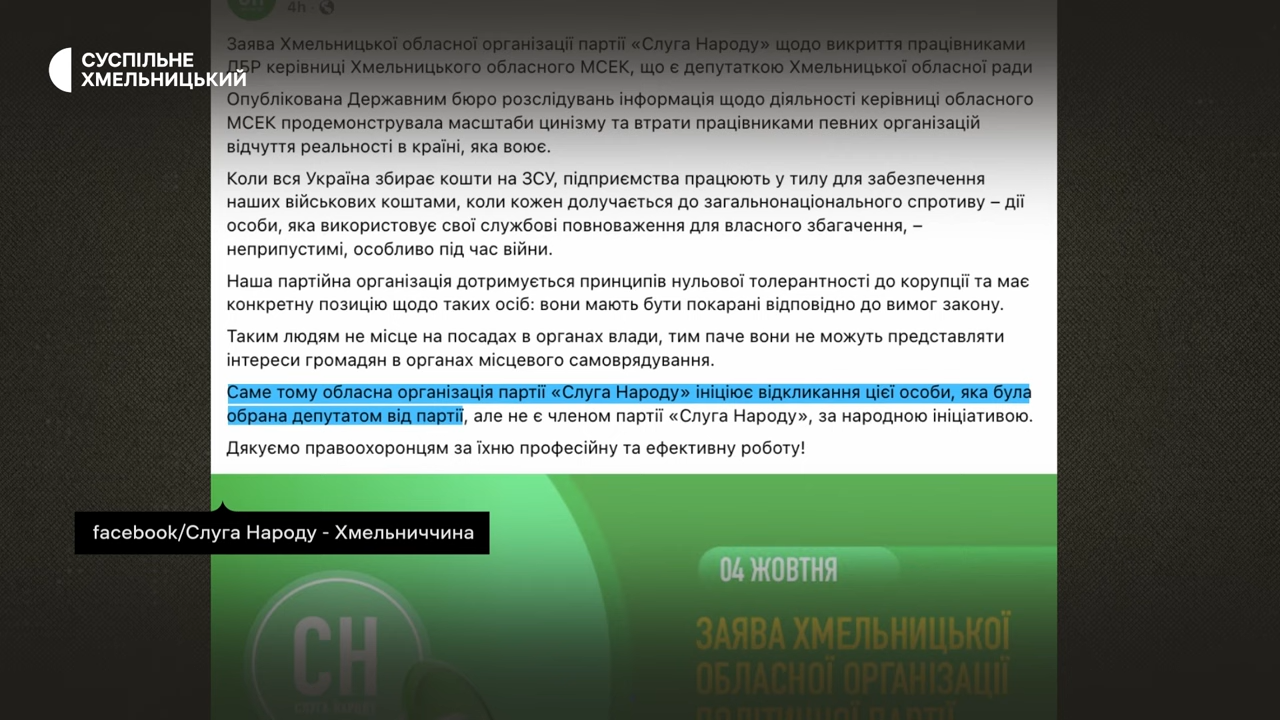 4h
СУСПІЛЬНЕ
ХМЕЛЬНИЦЬКИЙ
Заява Хмельницької обласної організації партії «Слуга Народу» щодо викриття працівниками
ДБР керівниці Хмельницького обласного МСЕК, що є депутаткою Хмельницької обласної ради
Опублікована Державним бюро розслідувань інформація щодо діяльності керівниці обласного
МСЕК продемонструвала масштаби цинізму та втрати працівниками певних організацій
відчуття реальності в країні, яка воює.
Коли вся Україна збирає кошти на ЗСУ, підприємства працюють у тилу для забезпечення
наших військових коштами, коли кожен долучається до загальнонаціонального спротиву – дії
особи, яка використовує свої службові повноваження для власного збагачення, –
неприпустимі, особливо під час війни.
Наша партійна організація дотримується принципів нульової толерантності до корупції та має
конкретну позицію щодо таких осіб: вони мають бути покарані відповідно до вимог закону.
Таким людям не місце на посадах в органах влади, тим паче вони не можуть представляти
інтереси громадян в органах місцевого самоврядування.
Саме тому обласна організація партії «Слуга Народу» ініціює відкликання цієї особи, яка була
обрана депутатом від партії, але не є членом партії «Слуга Народу», за народною ініціативою.
Дякуємо правоохоронцям за їхню професійну та ефективну роботу!
facebook/Слуга Народу - Хмельниччина
04 ЖОВТНЯ
ЗАЯВА ХМЕЛЬНИЦЬКОЇ
ОБЛАСНОЇ ОРГАНІЗАЦІЇ
ПОЛІТИЧНОЇ ПАРТІЇ
СН
СЛУГА НАРОДУ